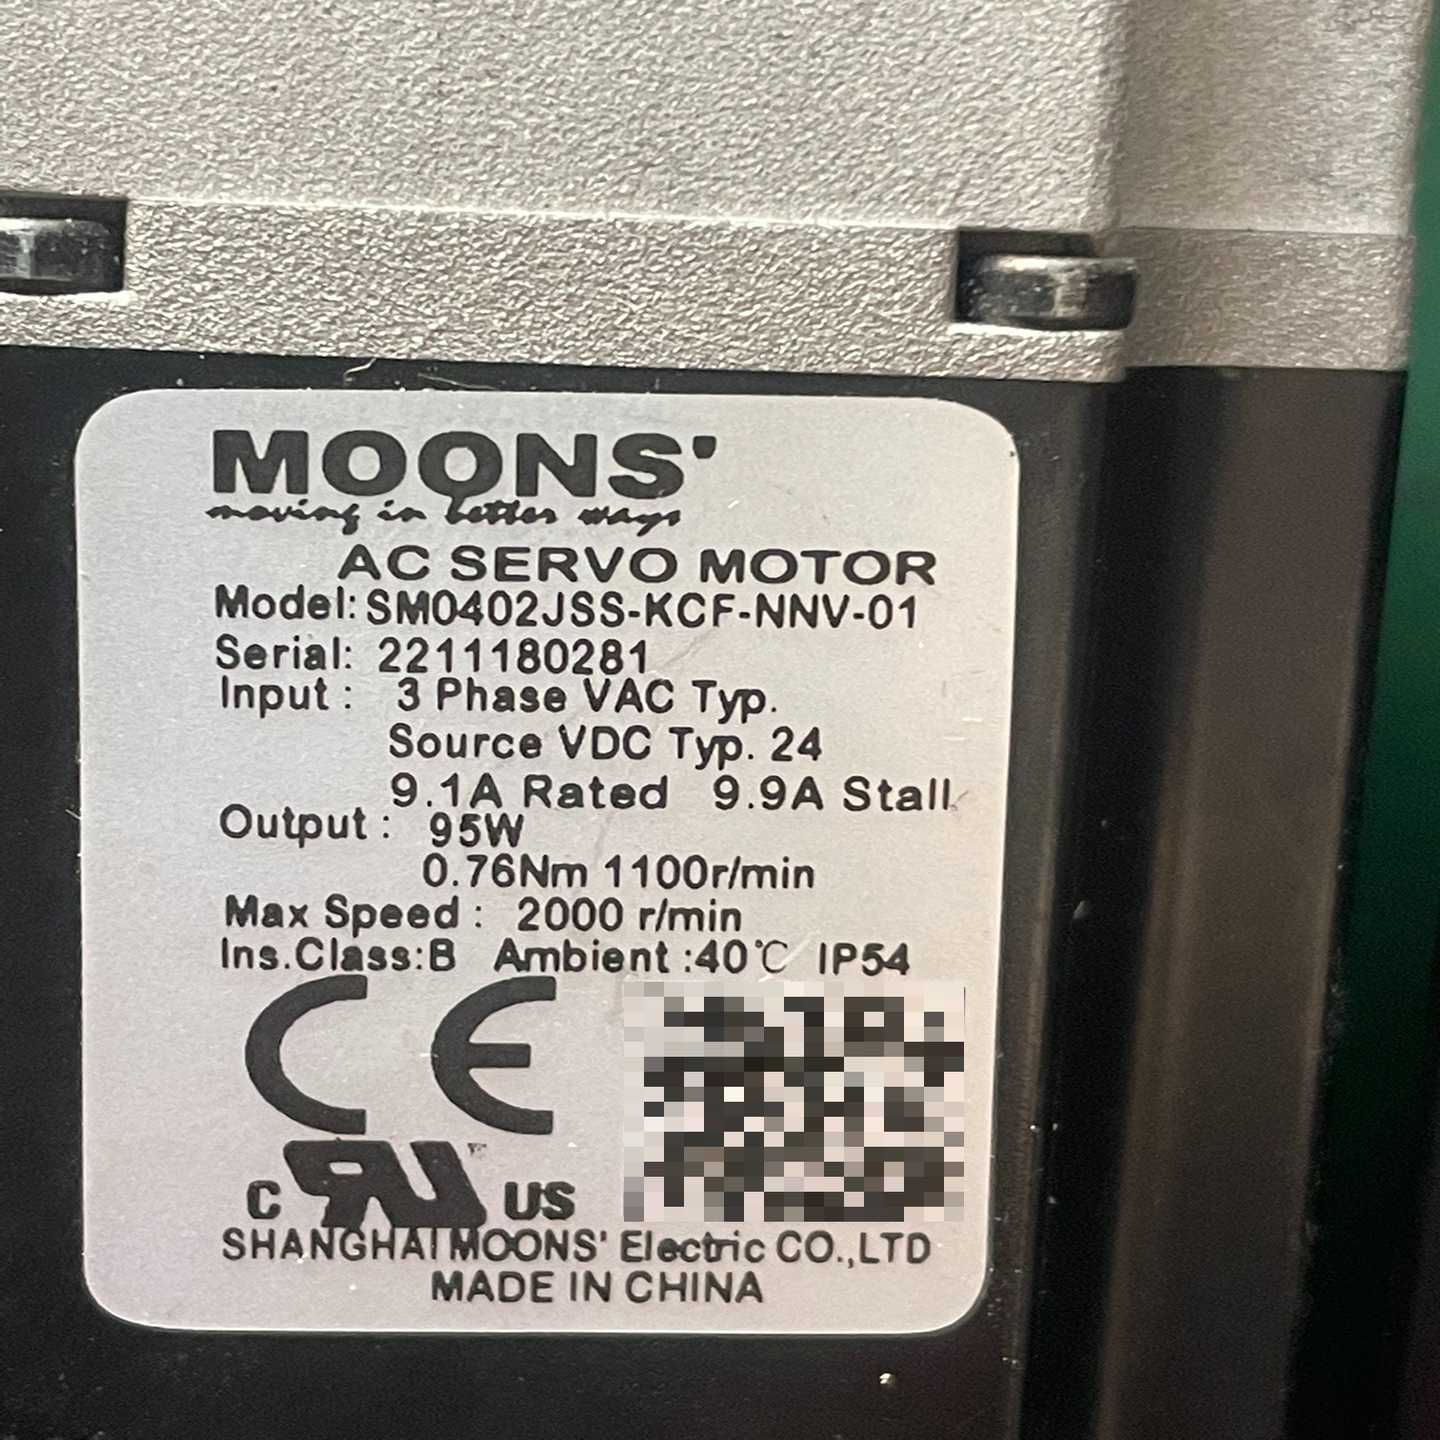 MOONS'
moving in better ways
AC SERVO MOTOR
Model: SM0402JSS-KCF-NNV-01
Serial: 2211180281
Input : 3 Phase VAC Typ.
Source VDC Typ. 24
9.1A Rated 9.9A Stall
Output : 95W
0.76Nm 1100r/min
Max Speed : 2000 r/min
Ins.Class:B Ambient :40℃ IP54
CE
C RU US
SHANGHAI MOONS' Electric CO.,LTD
MADE IN CHINA